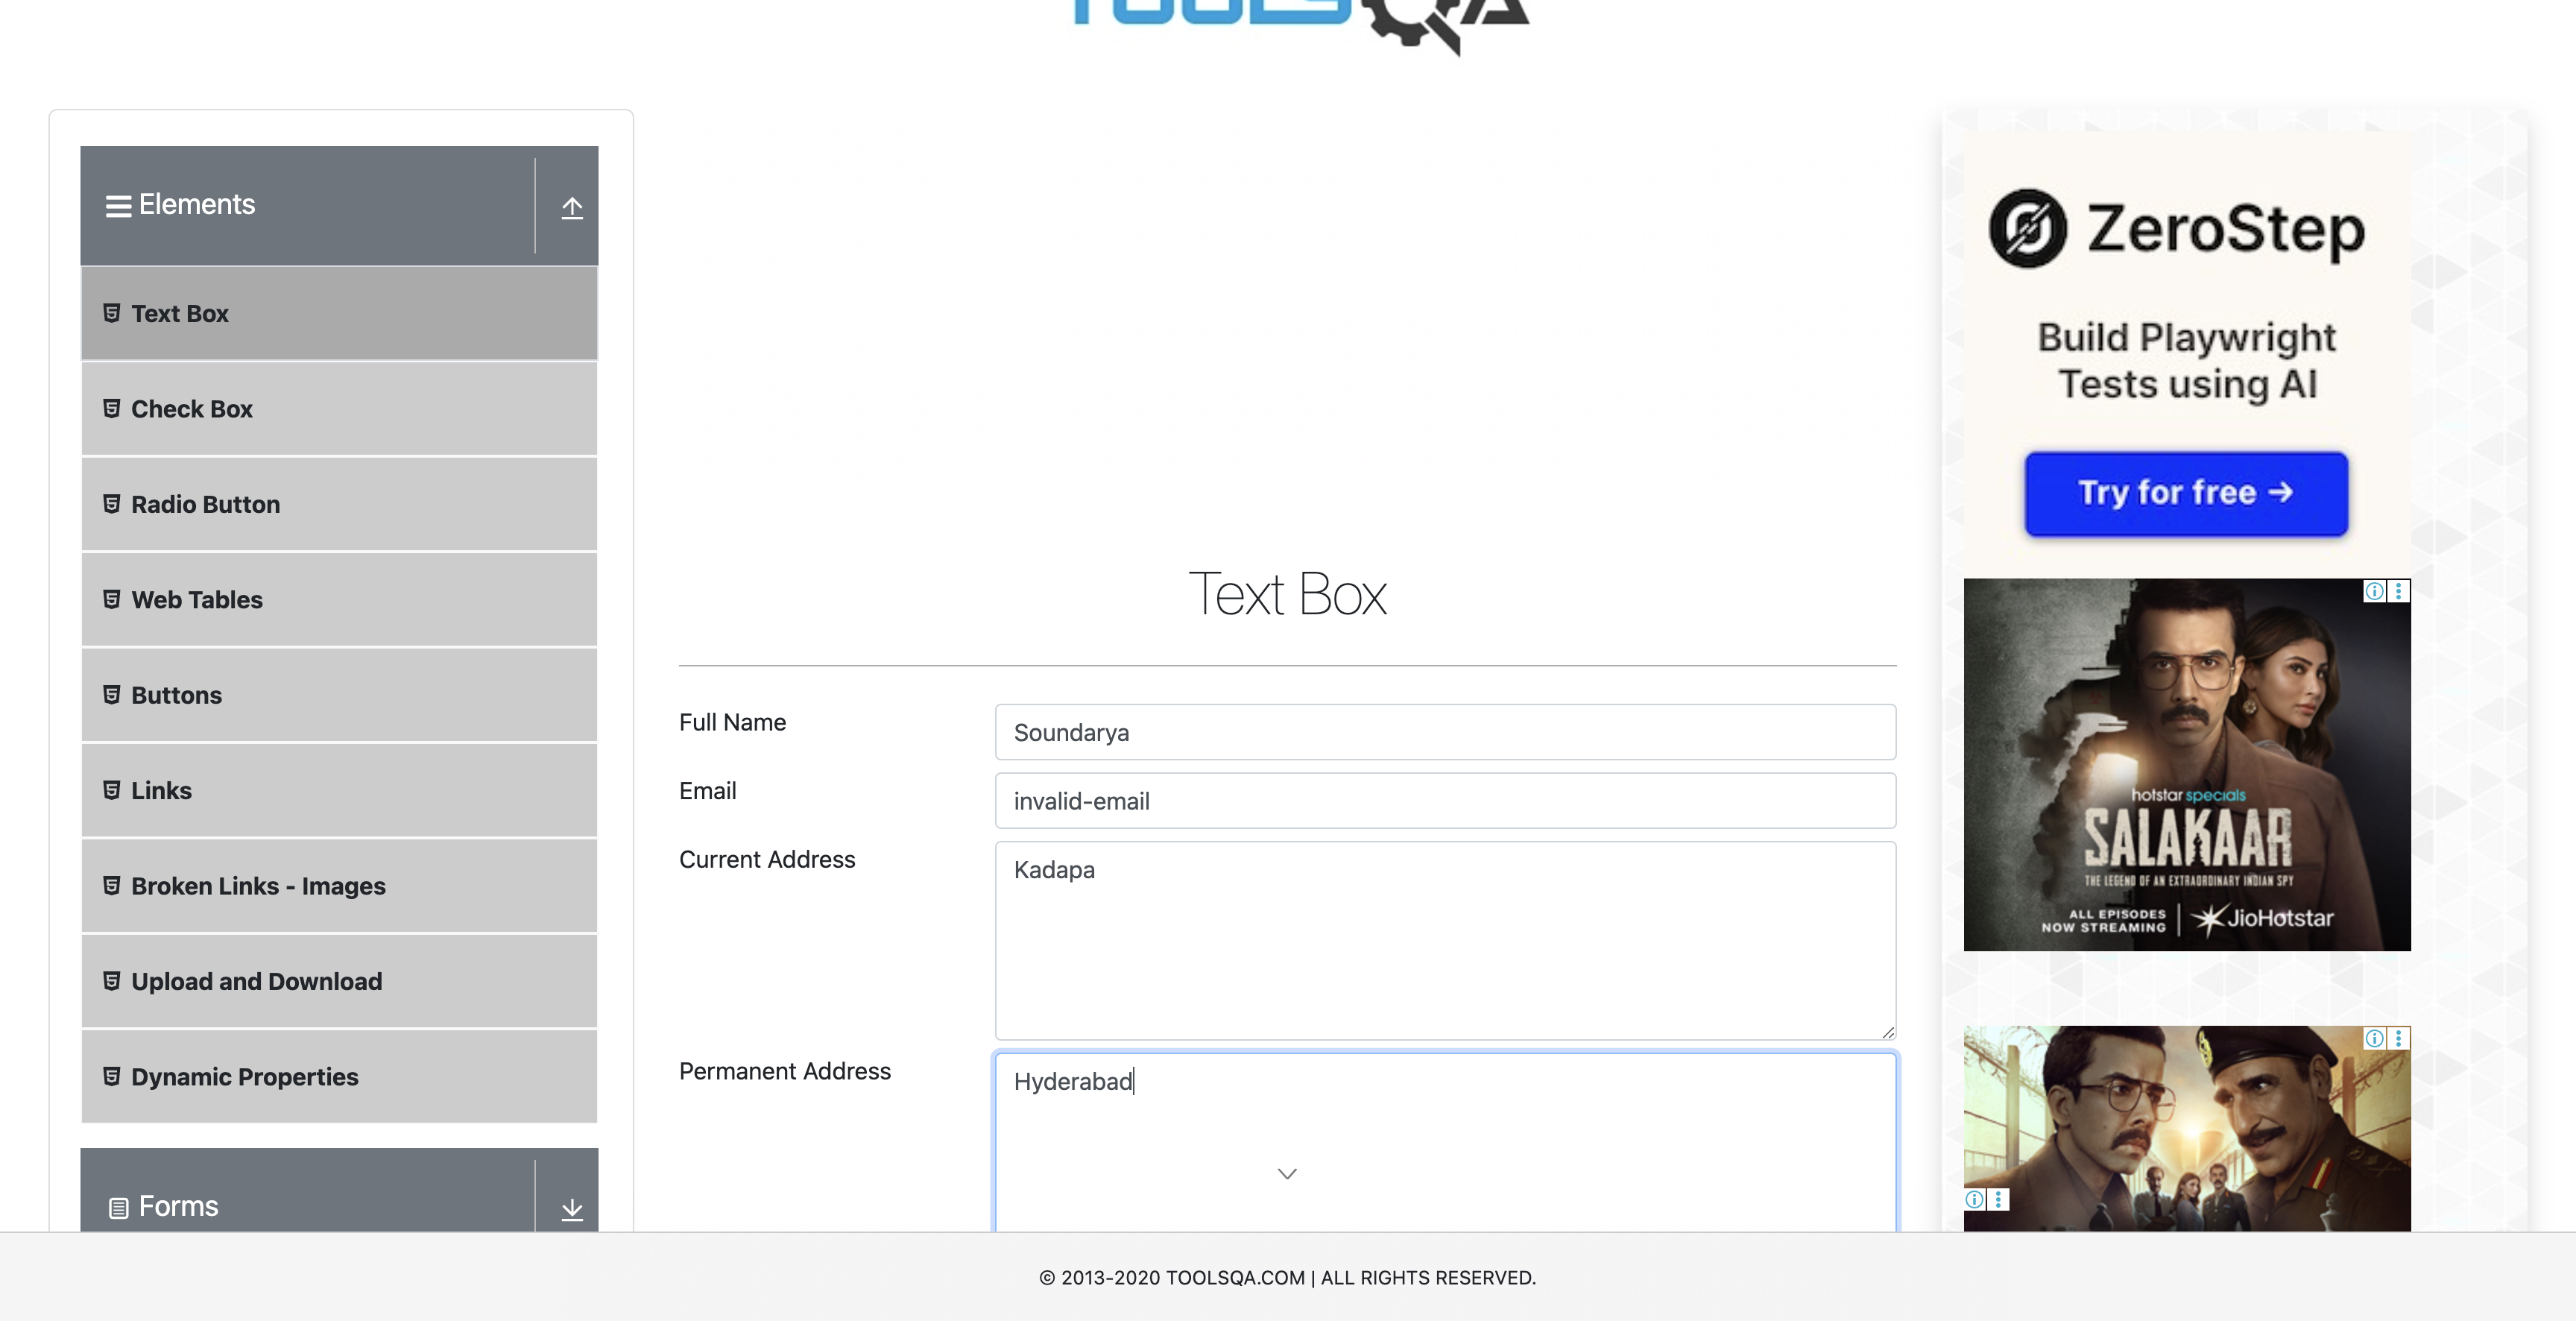 TOOLSQA
Elements
Text Box
Check Box
Radio Button
Web Tables
Buttons
Links
Broken Links - Images
Upload and Download
Dynamic Properties
Forms
Text Box
Full Name
Soundarya
Email
invalid-email
Current Address
Kadapa
Permanent Address
Hyderabad
ZeroStep
Build Playwright
Tests using AI
Try for free →
hotstar specials
SALAKAAR
THE LEGEND OF AN EXTRAORDINARY INDIAN SPY
ALL EPISODES
NOW STREAMING
JioHotstar
© 2013-2020 TOOLSQA.COM | ALL RIGHTS RESERVED.